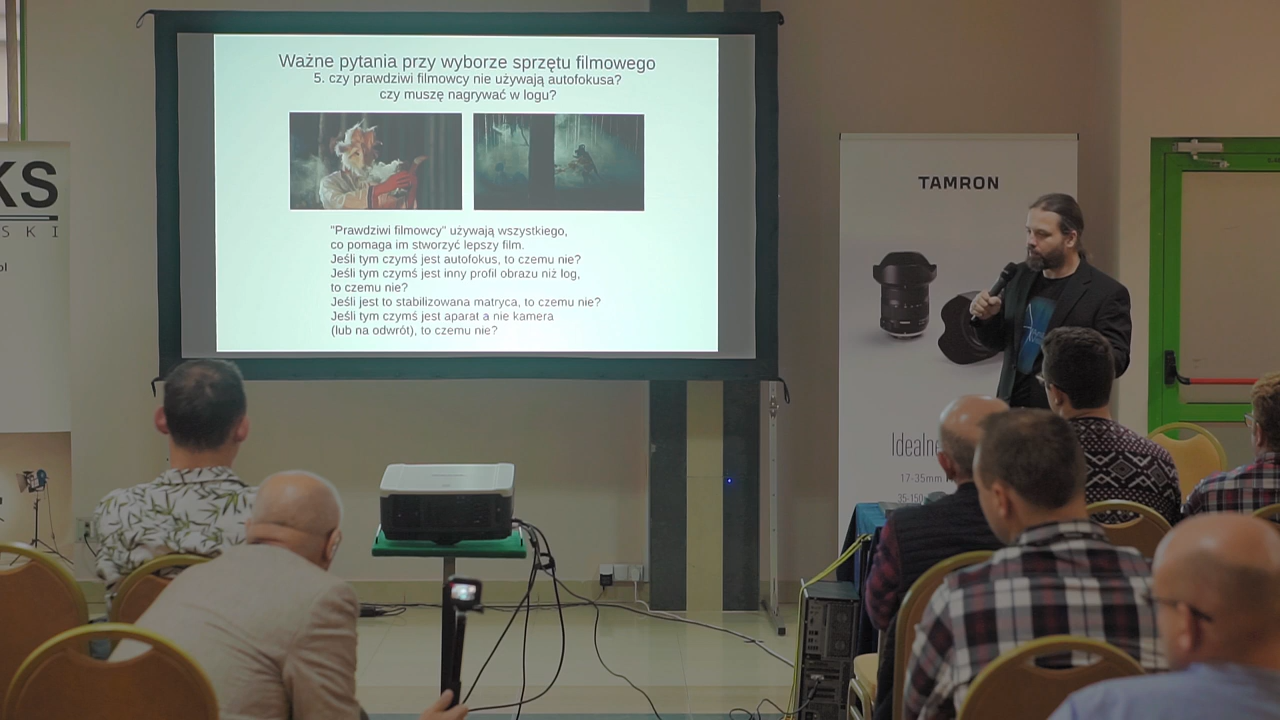 Ważne pytania przy wyborze sprzętu filmowego
5. czy prawdziwi filmowcy nie używają autofokusa?
czy muszę nagrywać w logu?
"Prawdziwi filmowcy" używają wszystkiego,
co pomaga im stworzyć lepszy film.
Jeśli tym czymś jest autofokus, to czemu nie?
Jeśli tym czymś jest inny profil obrazu niż log,
to czemu nie?
Jeśli jest to stabilizowana matryca, to czemu nie?
Jeśli tym czymś jest aparat a nie kamera
(lub na odwrót), to czemu nie?
KS
SKI
TAMRON
Idealne
17-35mm
35-150